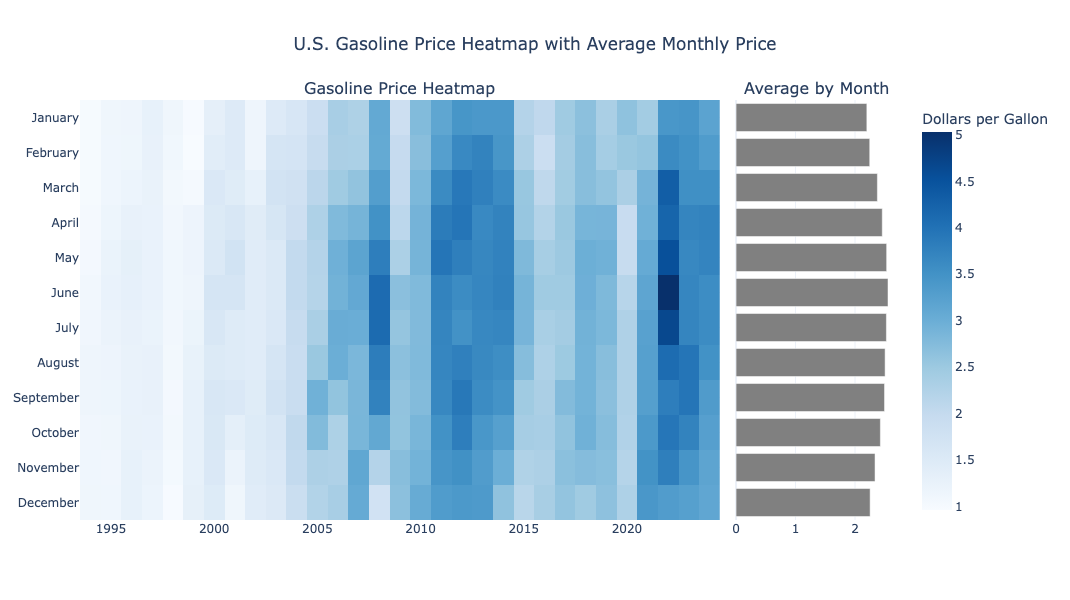 U.S. Gasoline Price Heatmap with Average Monthly Price
Gasoline Price Heatmap
Average by Month
January
February
March
April
May
June
July
August
September
October
November
December
1995 2000 2005 2010 2015 2020
0 1 2
Dollars per Gallon
5
4.5
4
3.5
3
2.5
2
1.5
1